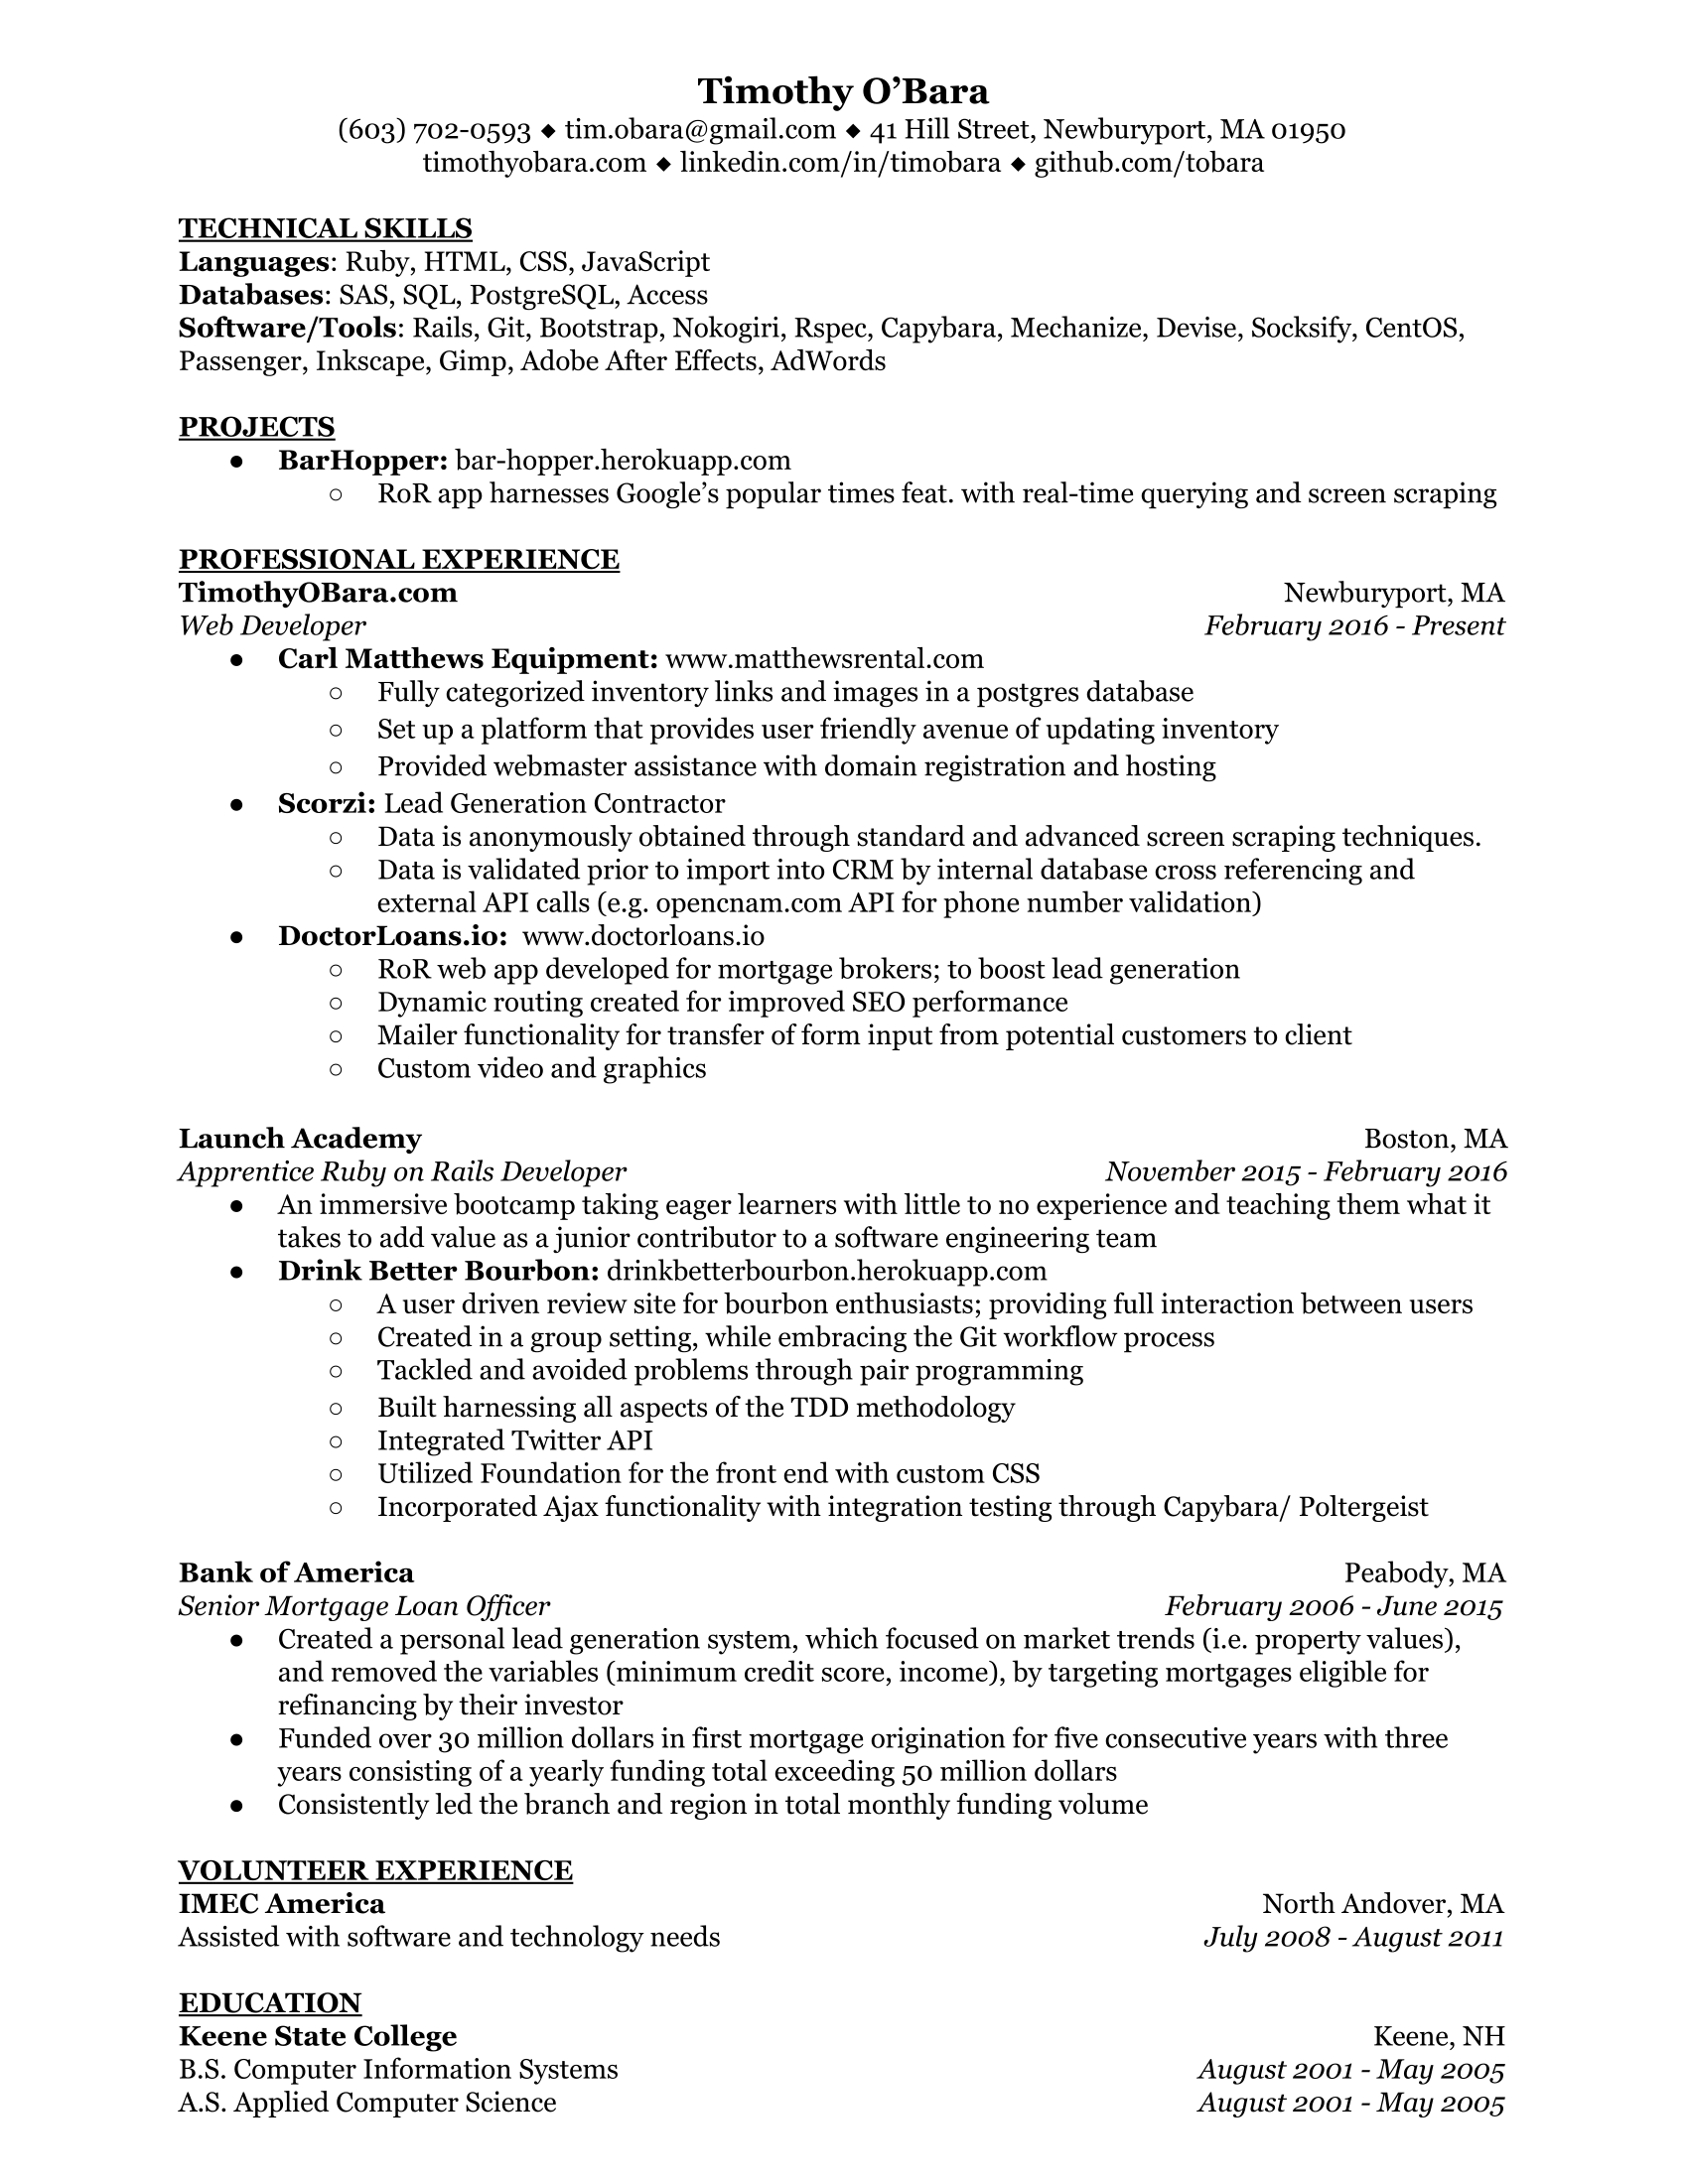 Timothy O’Bara
(603) 702-0593 ◆ tim.obara@gmail.com ◆ 41 Hill Street, Newburyport, MA 01950
timothyobara.com ◆ linkedin.com/in/timobara ◆ github.com/tobara
TECHNICAL SKILLS
Languages: Ruby, HTML, CSS, JavaScript
Databases: SAS, SQL, PostgreSQL, Access
Software/Tools: Rails, Git, Bootstrap, Nokogiri, Rspec, Capybara, Mechanize, Devise, Socksify, CentOS,
Passenger, Inkscape, Gimp, Adobe After Effects, AdWords
PROJECTS
● BarHopper: bar-hopper.herokuapp.com
○ RoR app harnesses Google’s popular times feat. with real-time querying and screen scraping
PROFESSIONAL EXPERIENCE
TimothyOBara.com Newburyport, MA
Web Developer February 2016 - Present
● Carl Matthews Equipment: www.matthewsrental.com
○ Fully categorized inventory links and images in a postgres database
○ Set up a platform that provides user friendly avenue of updating inventory
○ Provided webmaster assistance with domain registration and hosting
● Scorzi: Lead Generation Contractor
○ Data is anonymously obtained through standard and advanced screen scraping techniques.
○ Data is validated prior to import into CRM by internal database cross referencing and
external API calls (e.g. opencnam.com API for phone number validation)
● DoctorLoans.io: www.doctorloans.io
○ RoR web app developed for mortgage brokers; to boost lead generation
○ Dynamic routing created for improved SEO performance
○ Mailer functionality for transfer of form input from potential customers to client
○ Custom video and graphics
Launch Academy Boston, MA
Apprentice Ruby on Rails Developer November 2015 - February 2016
● An immersive bootcamp taking eager learners with little to no experience and teaching them what it
takes to add value as a junior contributor to a software engineering team
● Drink Better Bourbon: drinkbetterbourbon.herokuapp.com
○ A user driven review site for bourbon enthusiasts; providing full interaction between users
○ Created in a group setting, while embracing the Git workflow process
○ Tackled and avoided problems through pair programming
○ Built harnessing all aspects of the TDD methodology
○ Integrated Twitter API
○ Utilized Foundation for the front end with custom CSS
○ Incorporated Ajax functionality with integration testing through Capybara/ Poltergeist
Bank of America Peabody, MA
Senior Mortgage Loan Officer February 2006 - June 2015
● Created a personal lead generation system, which focused on market trends (i.e. property values),
and removed the variables (minimum credit score, income), by targeting mortgages eligible for
refinancing by their investor
● Funded over 30 million dollars in first mortgage origination for five consecutive years with three
years consisting of a yearly funding total exceeding 50 million dollars
● Consistently led the branch and region in total monthly funding volume
VOLUNTEER EXPERIENCE
IMEC America North Andover, MA
Assisted with software and technology needs July 2008 - August 2011
EDUCATION
Keene State College Keene, NH
B.S. Computer Information Systems August 2001 - May 2005
A.S. Applied Computer Science August 2001 - May 2005